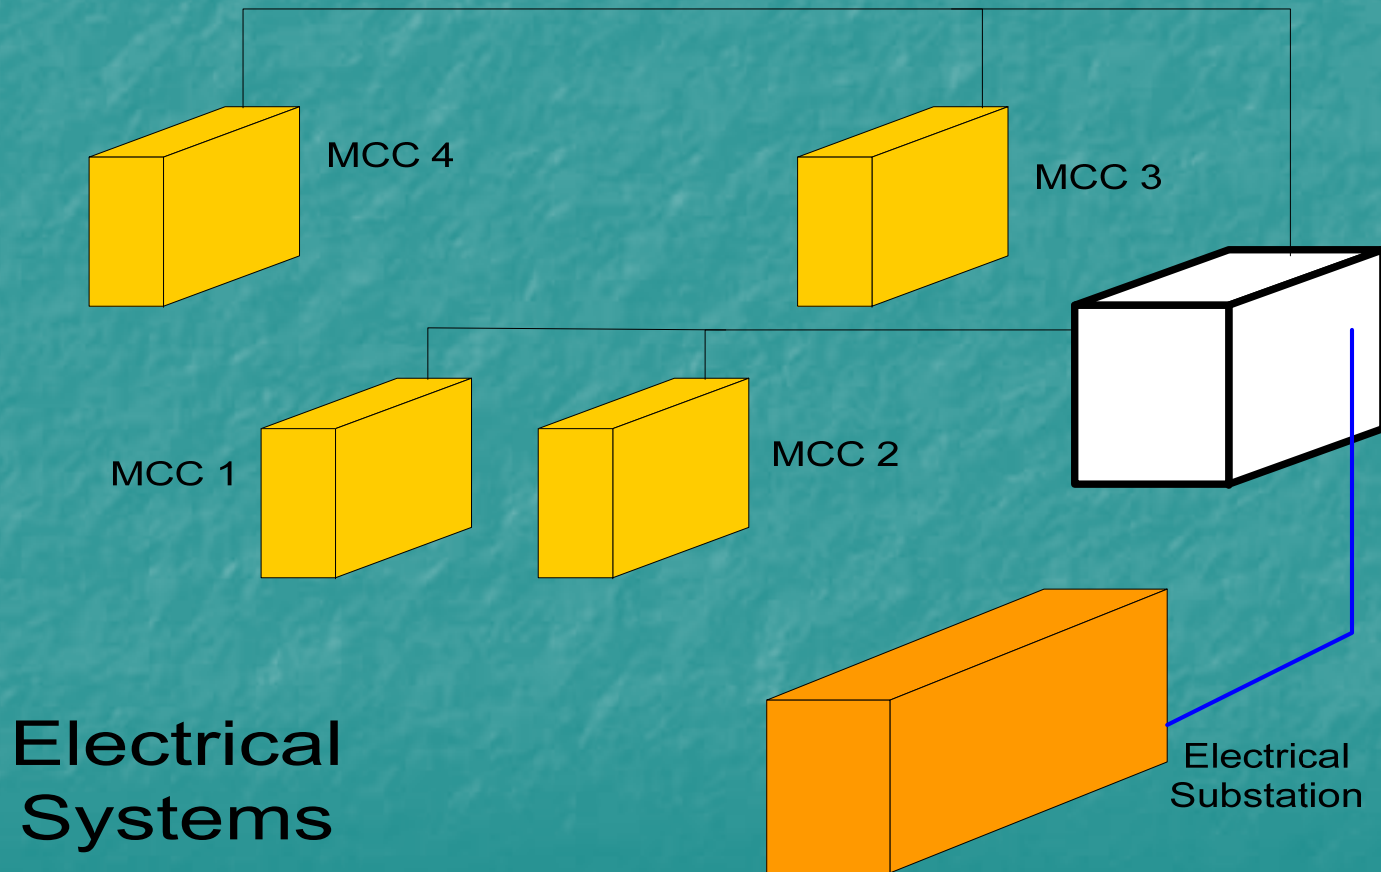 MCC 4
MCC 3
MCC 1
MCC 2
Electrical
Systems
Electrical
Substation